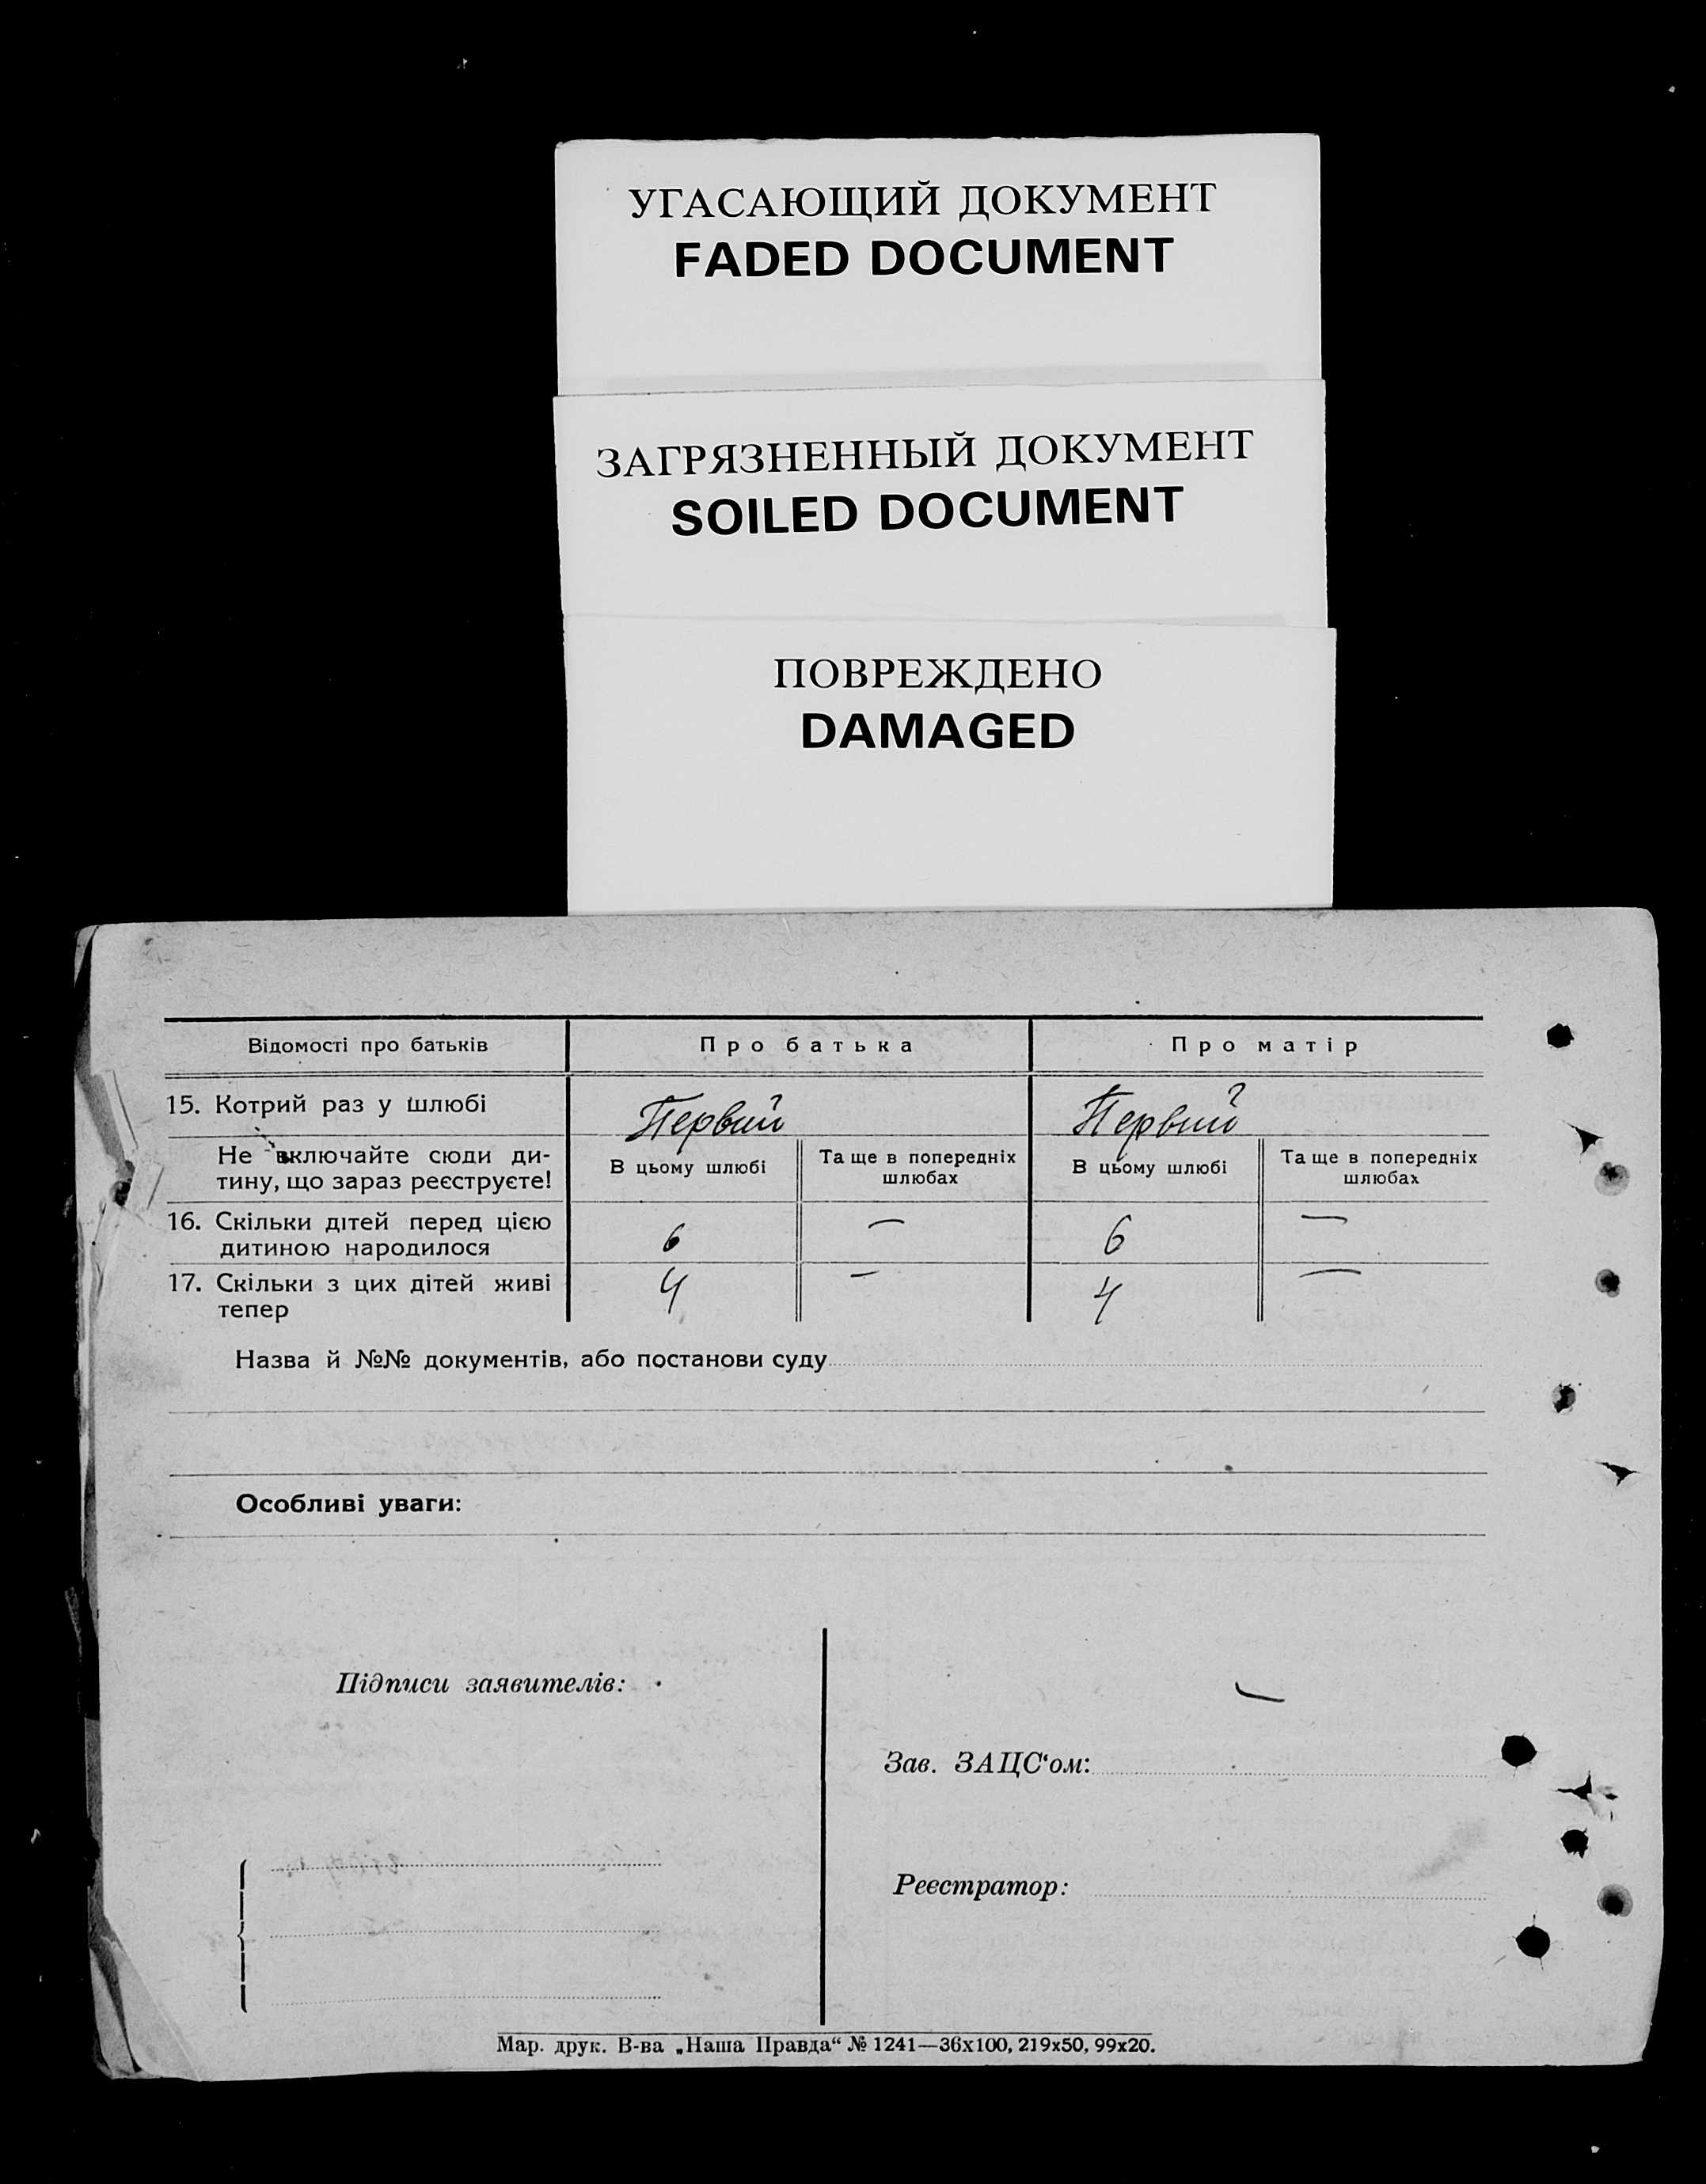 УГАСАЮЩИЙ ДОКУМЕНТ
FADED DOCUMENT
ЗАГРЯЗНЕННЫЙ ДОКУМЕНТ
SOILED DOCUMENT
ПОВРЕЖДЕНО
DAMAGED
Відомості про батьків Про батька Про матір
15. Котрий раз у шлюбі Первий Первий
Не включайте сюди ди-
тину, що зараз реєструєте!
В цьому шлюбі
Та ще в попередніх
шлюбах
В цьому шлюбі
Та ще в попередніх
шлюбах
16. Скільки дітей перед цією
дитиною народилося
6 — 6 —
17. Скільки з цих дітей живі
тепер
4 — 4 —
Назва й №№ документів, або постанови суду
Особливі уваги:
Підписи заявителів:
Зав. ЗАЦС‘ом:
Реєстратор:
Мар. друк. В-ва „Наша Правда“ № 1241—36х100, 219х50, 99х20.